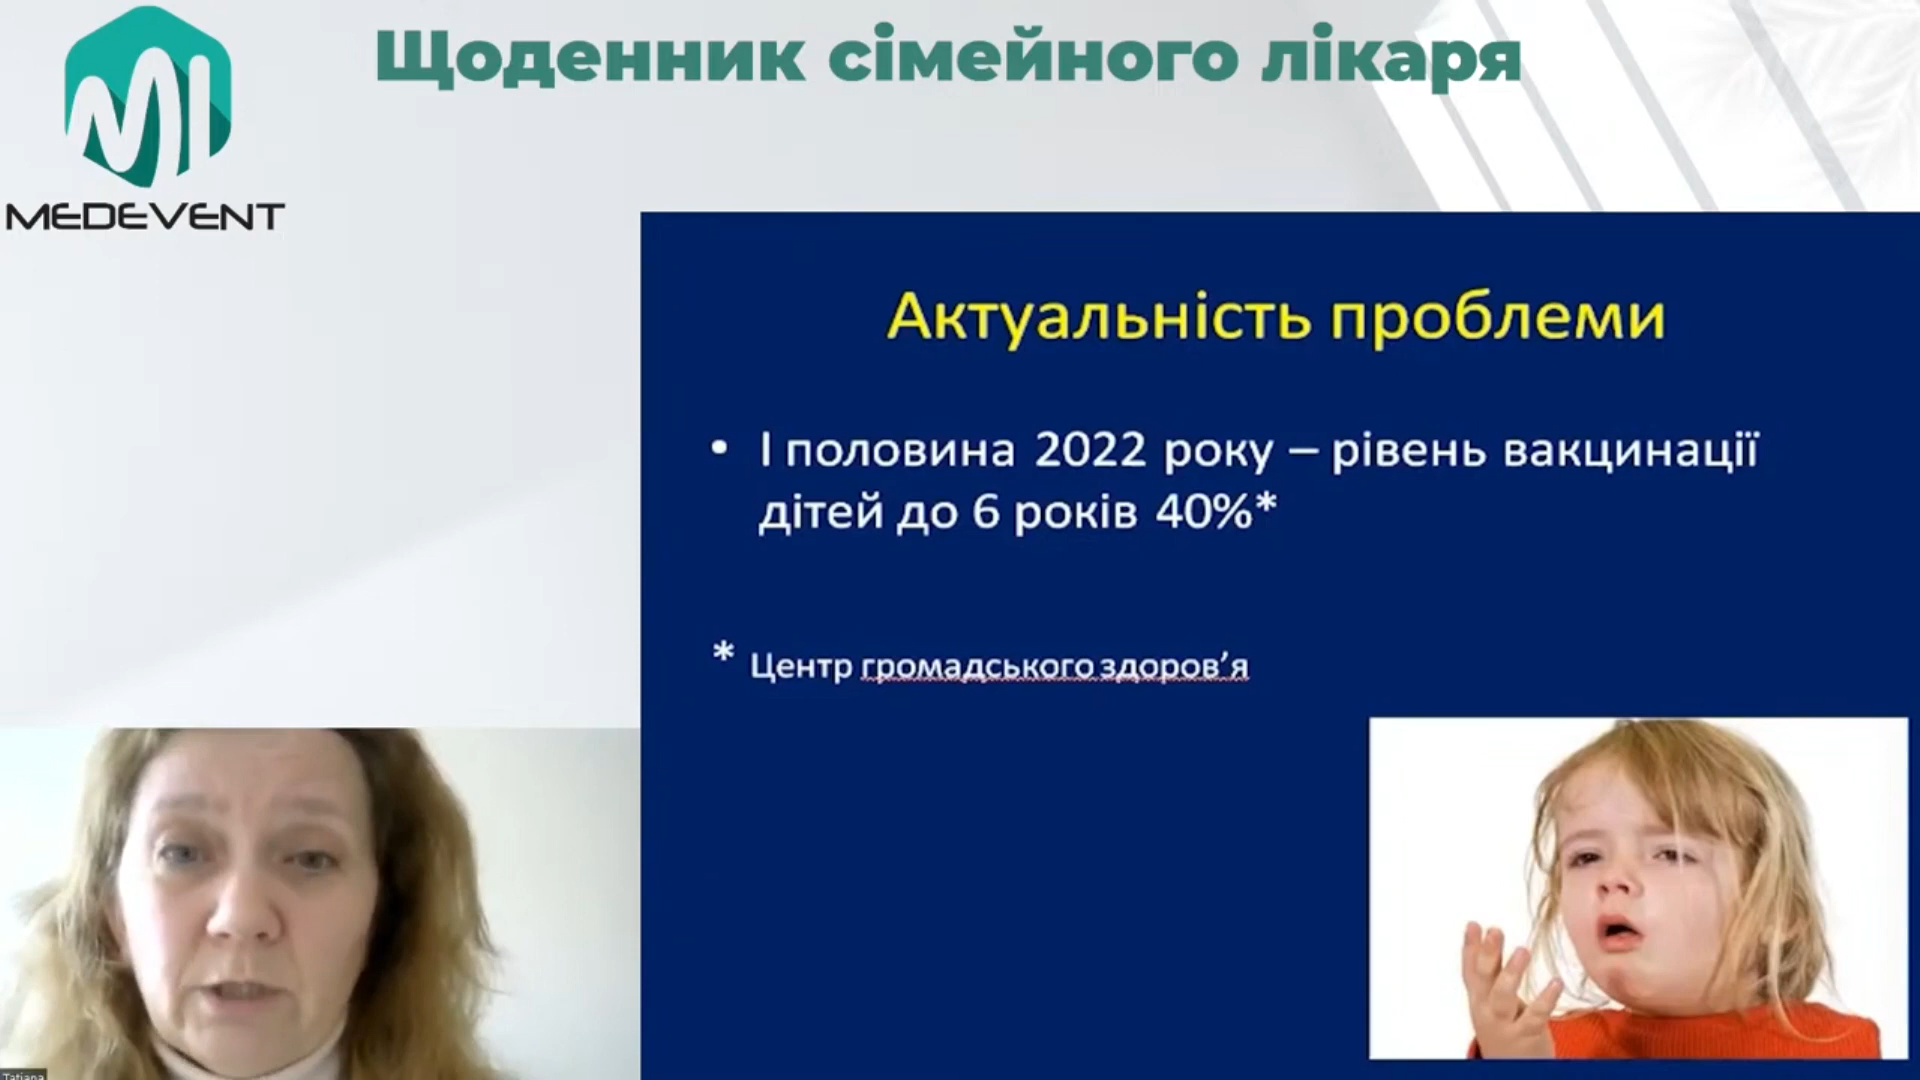 Щоденник сімейного лікаря
MEDEVENT
Актуальність проблеми
• І половина 2022 року – рівень вакцинації
дітей до 6 років 40%*
* Центр громадського здоров’я
Tatiana